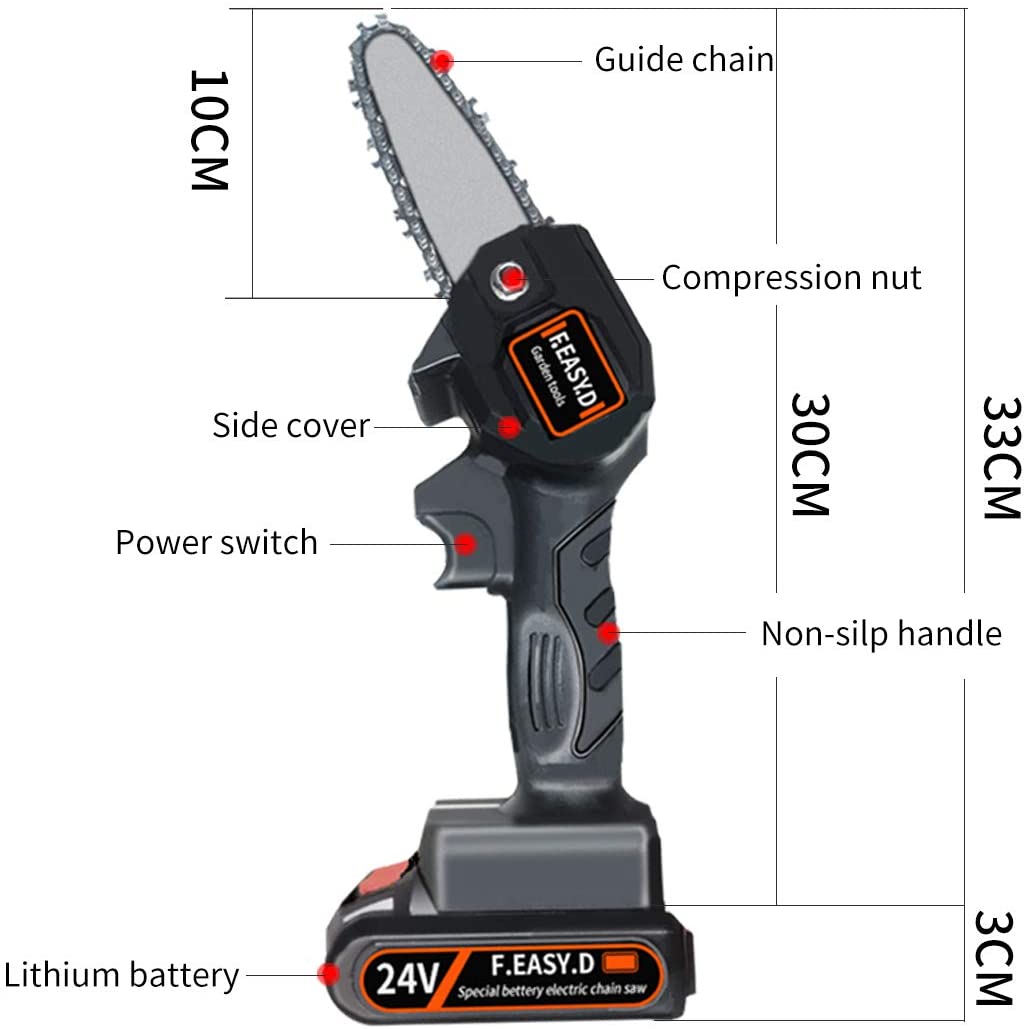 10CM
Guide chain
Compression nut
F.EASY.D
Garden tools
Side cover
30CM
33CM
Power switch
Non-silp handle
3CM
Lithium battery
24V
F.EASY.D
Special bettery electric chain saw